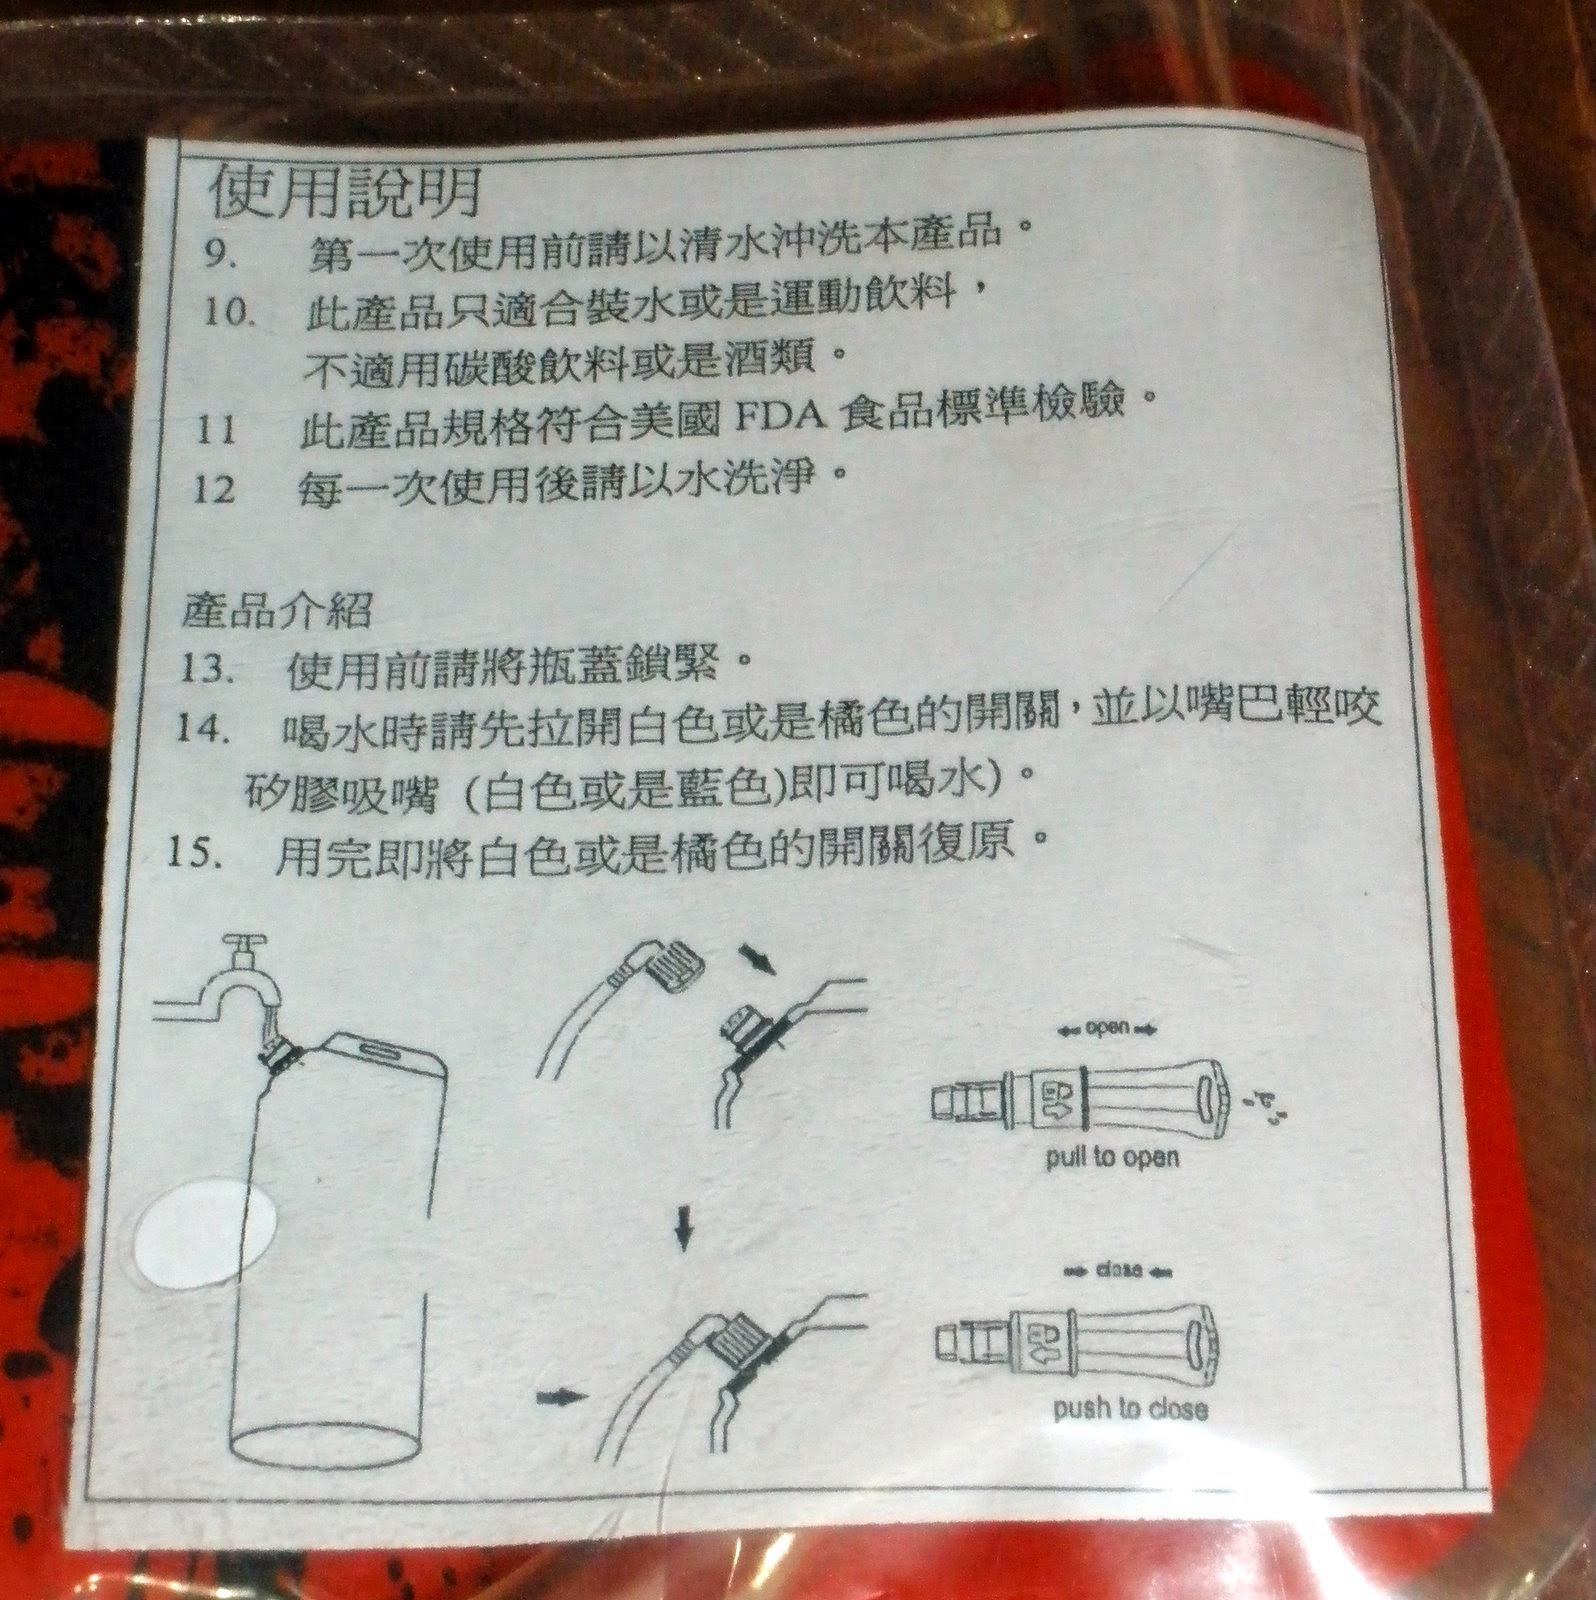 使用說明
9. 第一次使用前請以清水沖洗本產品。
10. 此產品只適合裝水或是運動飲料，
不適用碳酸飲料或是酒類。
11 此產品規格符合美國 FDA 食品標準檢驗。
12 每一次使用後請以水洗淨。
產品介紹
13. 使用前請將瓶蓋鎖緊。
14. 喝水時請先拉開白色或是橘色的開關，並以嘴巴輕咬
矽膠吸嘴 (白色或是藍色)即可喝水)。
15. 用完即將白色或是橘色的開關復原。
open
pull to open
close
push to close